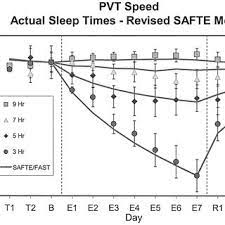 PVT Speed
Actual Sleep Times - Revised SAFTE Mo
9 Hr
7 Hr
5 Hr
3 Hr
SAFTE/FAST
T1 T2 B E1 E2 E3 E4 E5 E6 E7 R1
Day